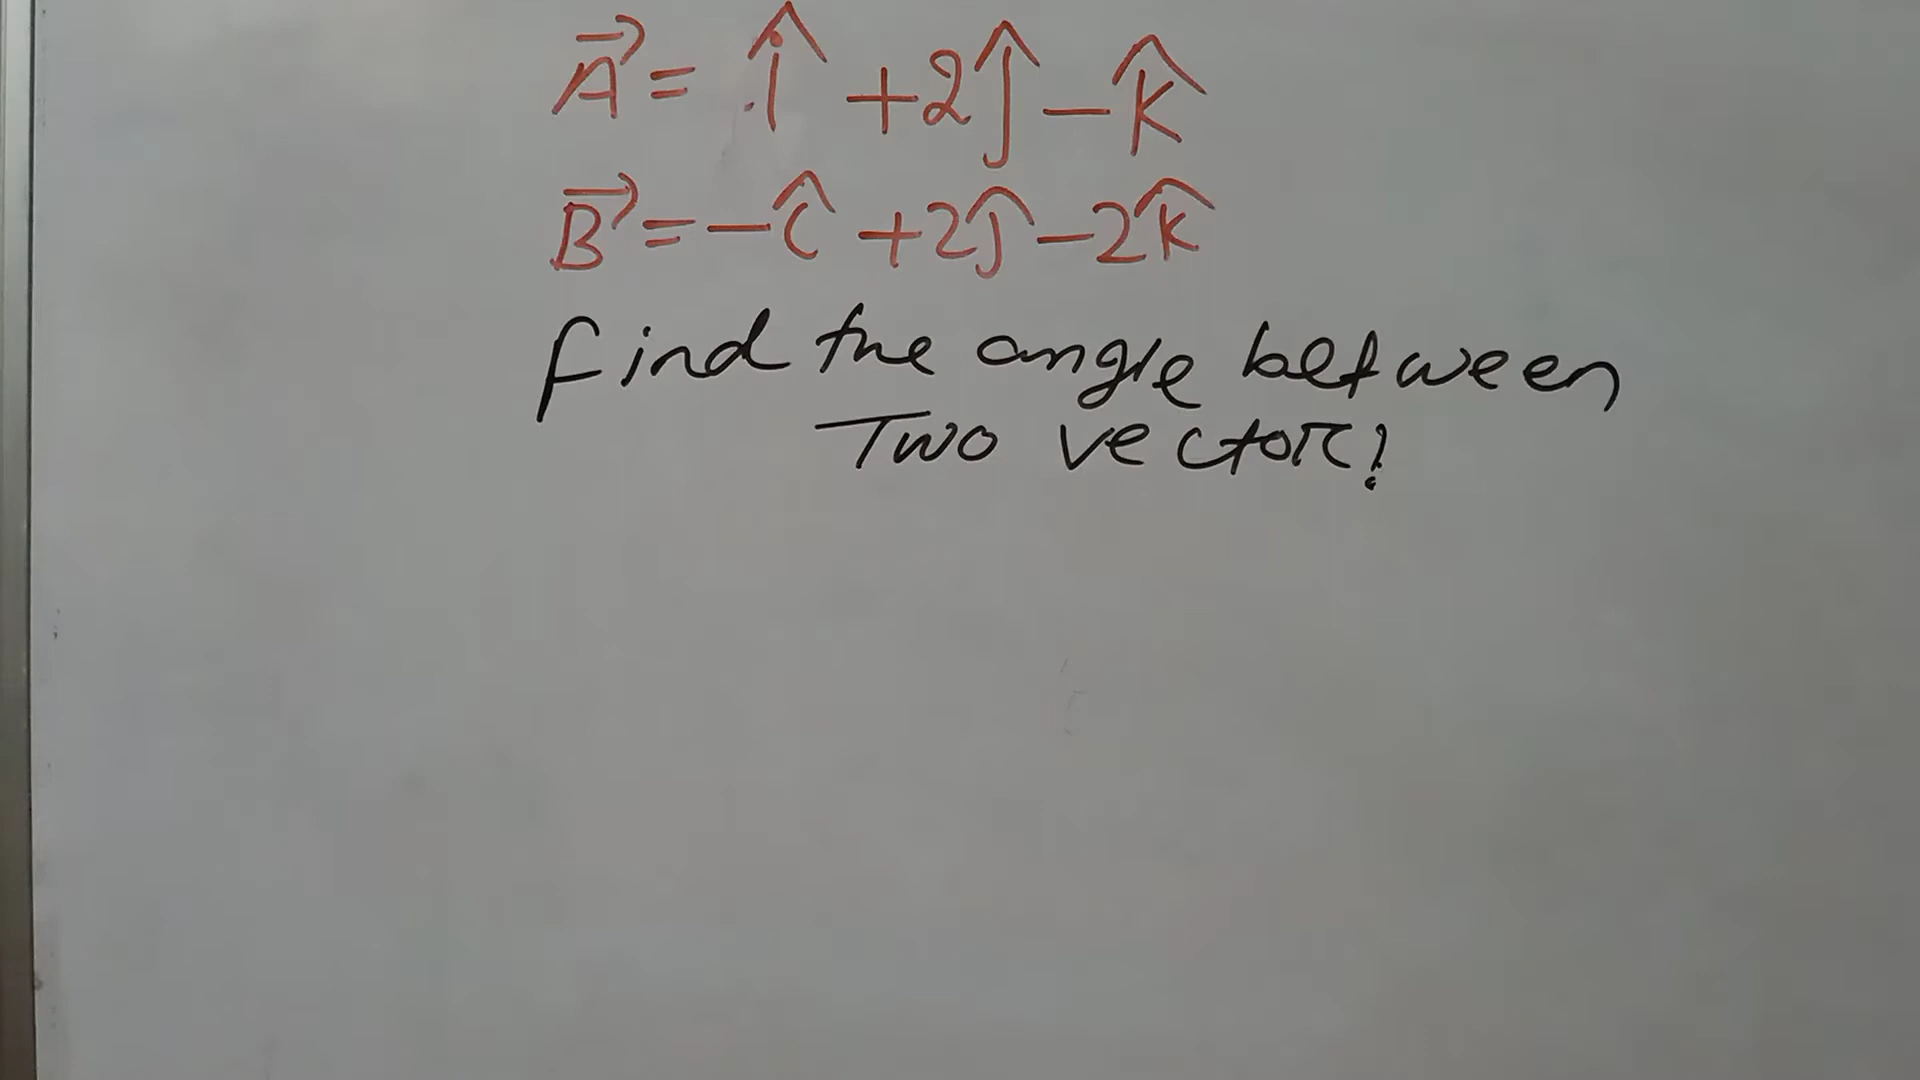 A⃗ = î + 2ĵ - k̂
B⃗ = -î + 2ĵ - 2k̂
find the angle between
Two vector?